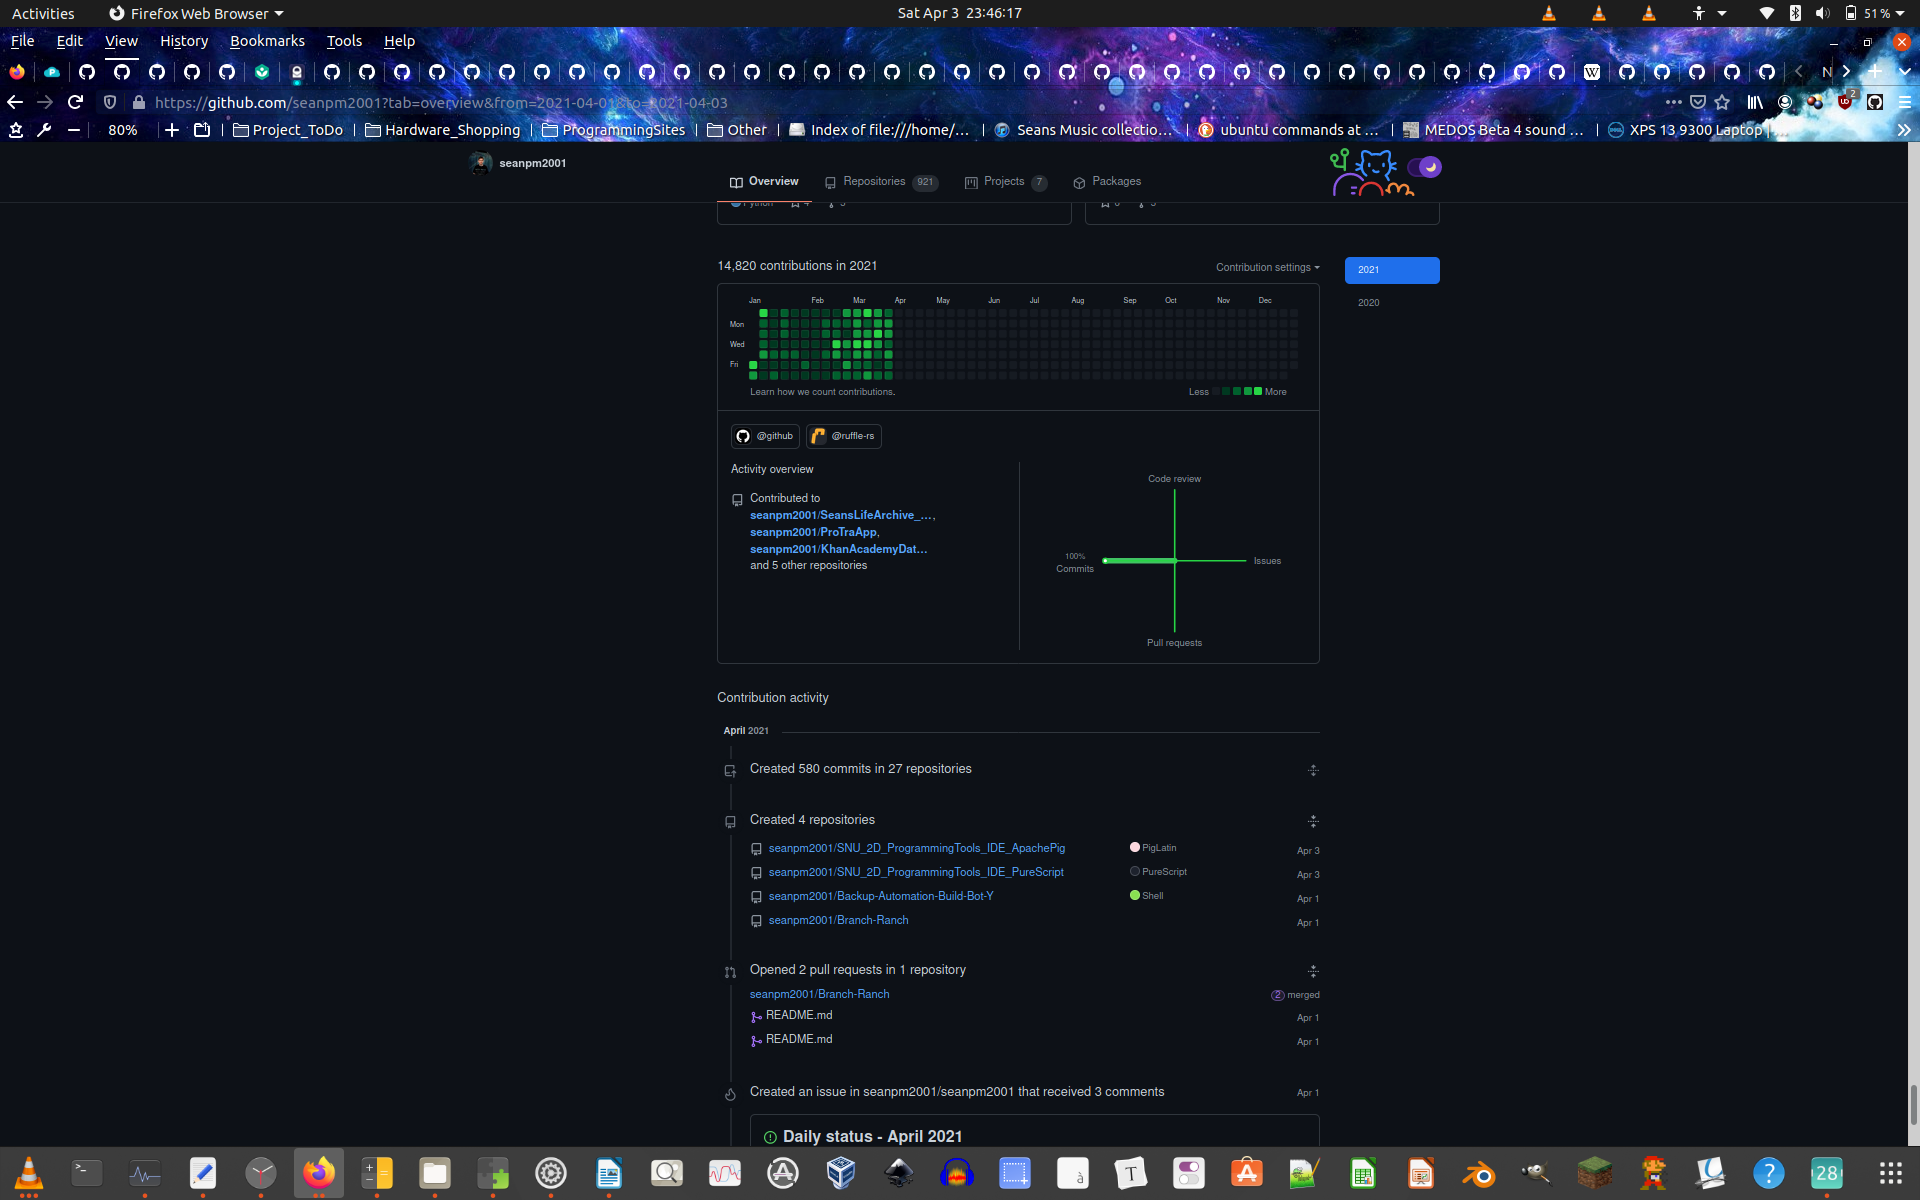 Activities Firefox Web Browser Sat Apr 3 23:46:17 51 %
File Edit View History Bookmarks Tools Help
https://github.com/seanpm2001?tab=overview&from=2021-04-01&to=2021-04-03 2
80% Project_ToDo Hardware_Shopping ProgrammingSites Other Index of file:///home/... Seans Music collectio... ubuntu commands at ... MEDOS Beta 4 sound ... XPS 13 9300 Laptop | ...
seanpm2001
Overview Repositories 921 Projects 7 Packages
Python 4
14,820 contributions in 2021 Contribution settings 2021
2020
Jan Feb Mar Apr May Jun Jul Aug Sep Oct Nov Dec
Mon
Wed
Fri
Learn how we count contributions. Less More
@github @ruffle-rs
Activity overview
Contributed to
seanpm2001/SeansLifeArchive_...,
seanpm2001/ProTraApp,
seanpm2001/KhanAcademyDat...
and 5 other repositories
Code review
100%
Commits
Issues
Pull requests
Contribution activity
April 2021
Created 580 commits in 27 repositories
Created 4 repositories
seanpm2001/SNU_2D_ProgrammingTools_IDE_ApachePig PigLatin Apr 3
seanpm2001/SNU_2D_ProgrammingTools_IDE_PureScript PureScript Apr 3
seanpm2001/Backup-Automation-Build-Bot-Y Shell Apr 1
seanpm2001/Branch-Ranch Apr 1
Opened 2 pull requests in 1 repository
seanpm2001/Branch-Ranch 2 merged
README.md Apr 1
README.md Apr 1
Created an issue in seanpm2001/seanpm2001 that received 3 comments Apr 1
Daily status - April 2021
28